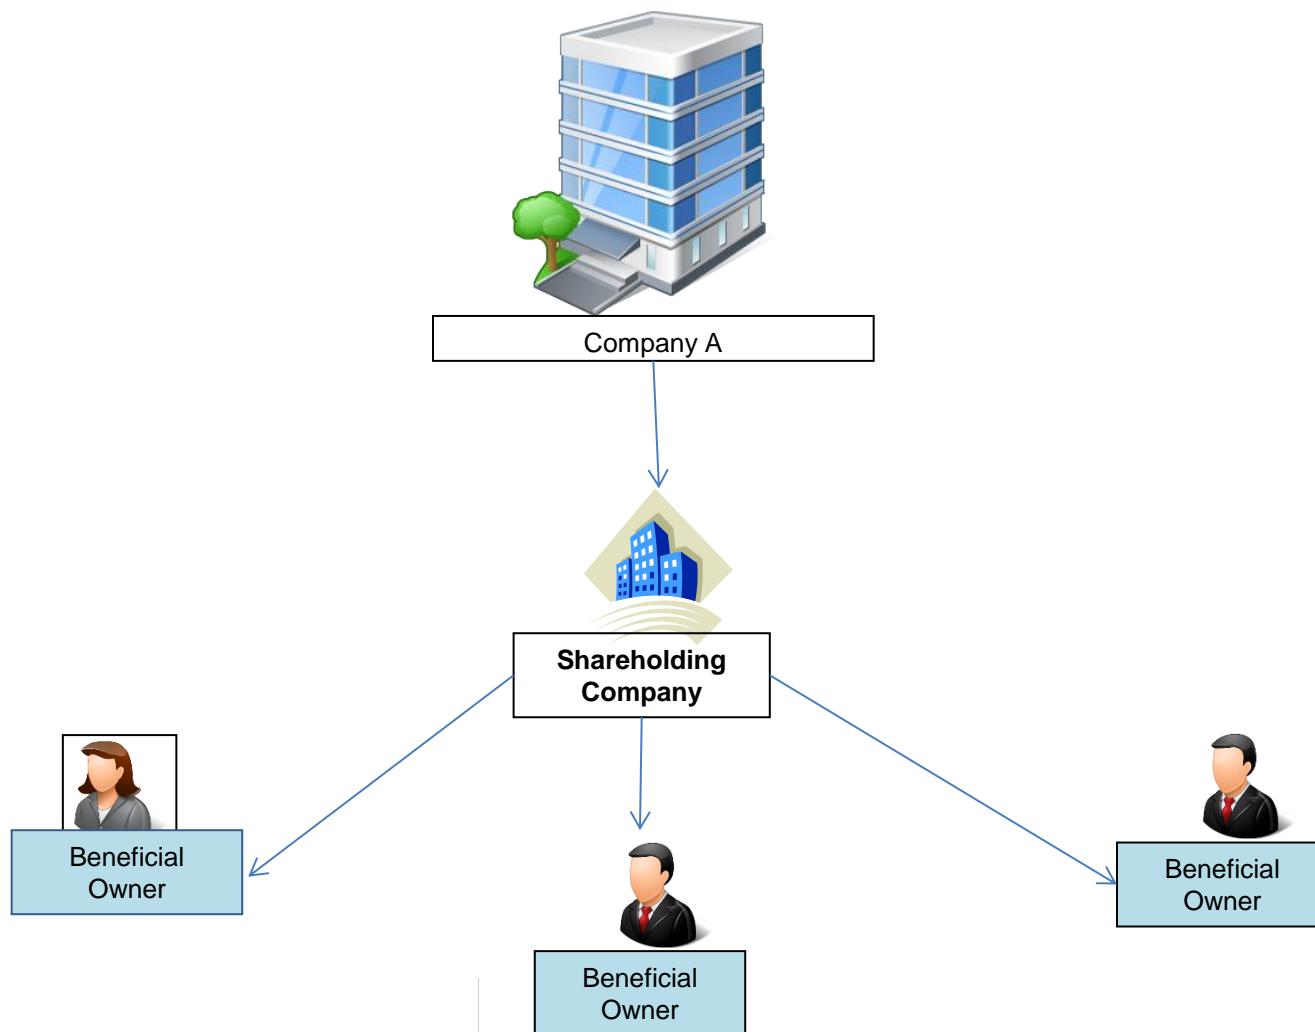 Company A
Shareholding
Company
Beneficial
Owner
Beneficial
Owner
Beneficial
Owner